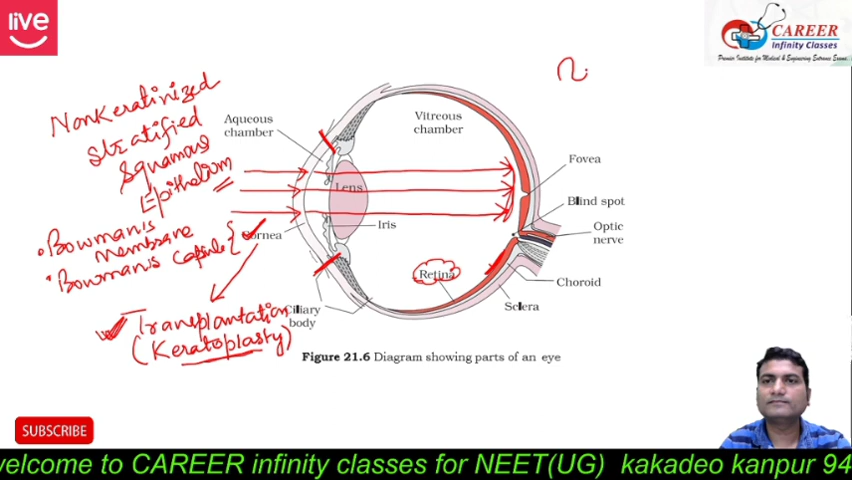 live
CAREER
Infinity Classes
Premier Institute for Medical & Engineering Entrance Exams
NonKeratinized
Stratified
Squamous
Epithelium
• Bowman's
Membrane
• Bowman's Capsule
Transplantation
(Keratoplasty)
Aqueous
chamber
Vitreous
chamber
Lens
Iris
Cornea
Ciliary
body
Retina
Fovea
Blind spot
Optic
nerve
Choroid
Sclera
Figure 21.6 Diagram showing parts of an eye
SUBSCRIBE
welcome to CAREER infinity classes for NEET(UG) kakadeo kanpur 94